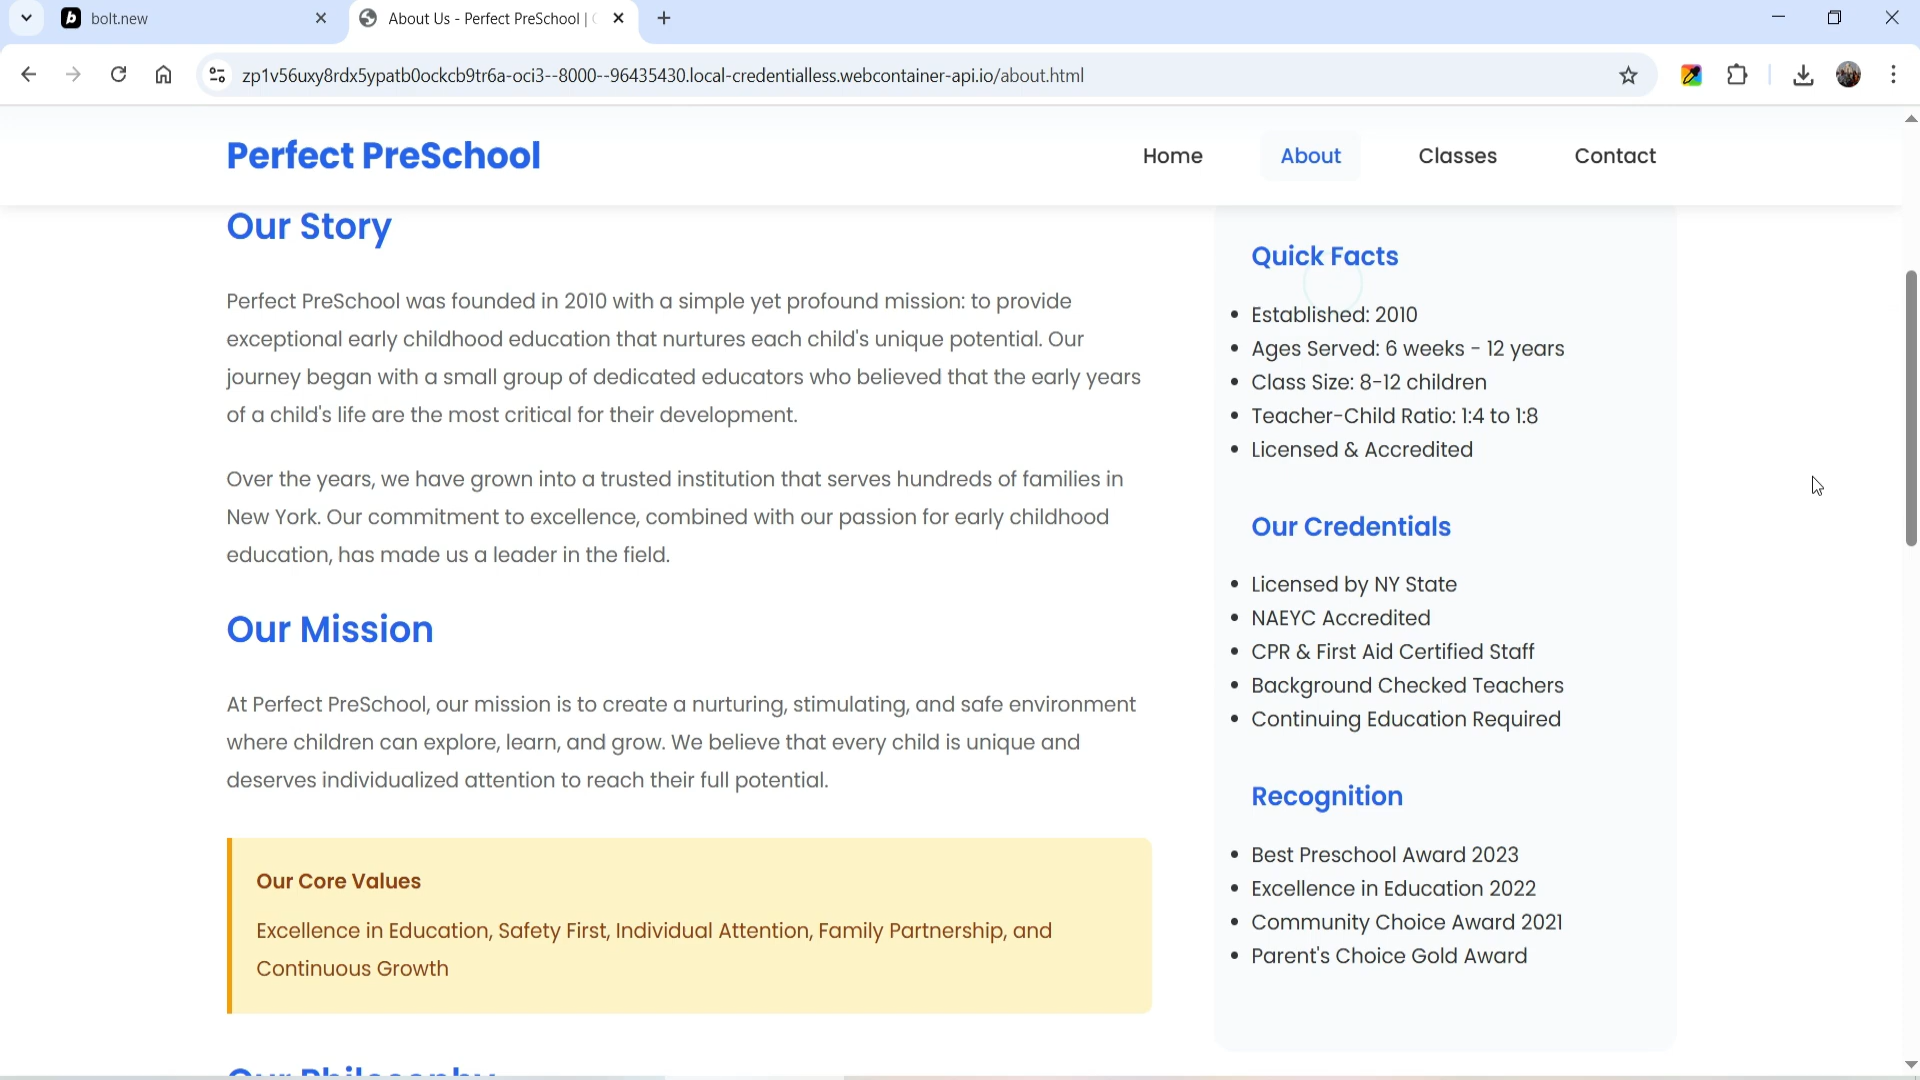 bolt.new
About Us - Perfect PreSchool |
zp1v56uxy8rdx5ypatb0ockcb9tr6a-oci3--8000--96435430.local-credentialless.webcontainer-api.io/about.html
Perfect PreSchool
Home
About
Classes
Contact
Our Story
Perfect PreSchool was founded in 2010 with a simple yet profound mission: to provide
exceptional early childhood education that nurtures each child's unique potential. Our
journey began with a small group of dedicated educators who believed that the early years
of a child's life are the most critical for their development.
Over the years, we have grown into a trusted institution that serves hundreds of families in
New York. Our commitment to excellence, combined with our passion for early childhood
education, has made us a leader in the field.
Our Mission
At Perfect PreSchool, our mission is to create a nurturing, stimulating, and safe environment
where children can explore, learn, and grow. We believe that every child is unique and
deserves individualized attention to reach their full potential.
Our Core Values
Excellence in Education, Safety First, Individual Attention, Family Partnership, and
Continuous Growth
Our Philosophy
Quick Facts
• Established: 2010
• Ages Served: 6 weeks - 12 years
• Class Size: 8-12 children
• Teacher-Child Ratio: 1:4 to 1:8
• Licensed & Accredited
Our Credentials
• Licensed by NY State
• NAEYC Accredited
• CPR & First Aid Certified Staff
• Background Checked Teachers
• Continuing Education Required
Recognition
• Best Preschool Award 2023
• Excellence in Education 2022
• Community Choice Award 2021
• Parent's Choice Gold Award